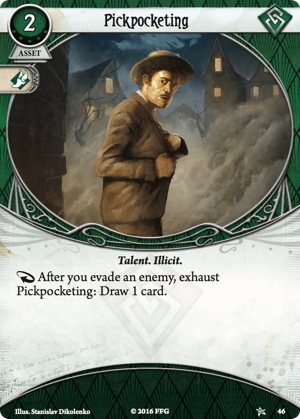 Pickpocketing
2
ASSET
Talent. Illicit.
After you evade an enemy, exhaust
Pickpocketing: Draw 1 card.
Illus. Stanislav Dikolenko
© 2016 FFG
46